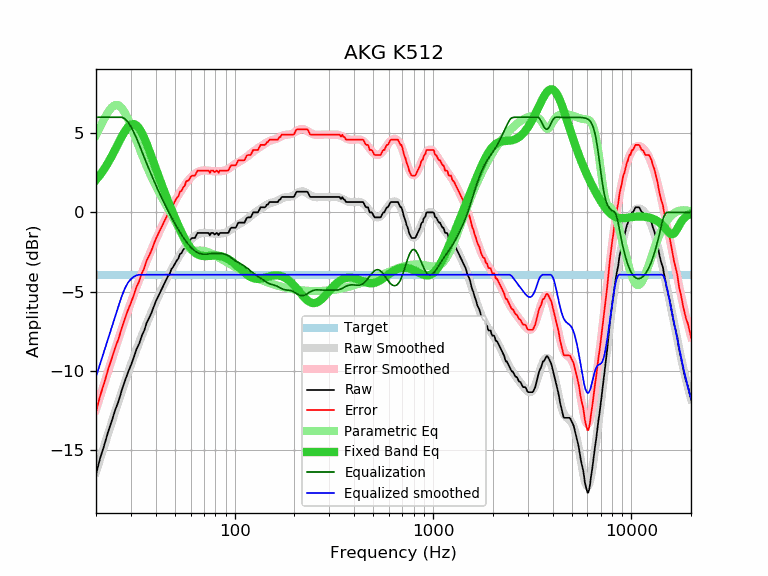 AKG K512
Amplitude (dBr)
5
0
−5
−10
−15
Target
Raw Smoothed
Error Smoothed
Raw
Error
Parametric Eq
Fixed Band Eq
Equalization
Equalized smoothed
100
1000
10000
Frequency (Hz)